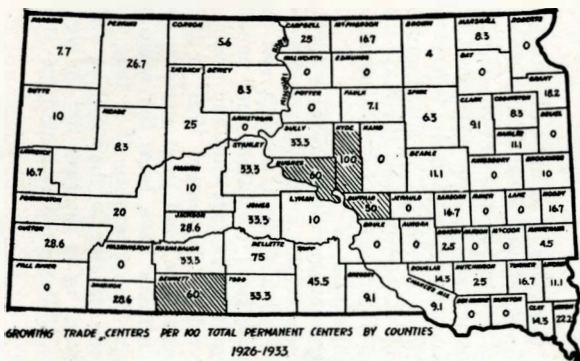 HARDING PERKINS CORSON CAMPBELL McPHERSON BROWN MARSHALL ROBERTS
7.7 26.7 5.6 25 16.7 4 8.3 0
WALWORTH EDMUNDS DAY
0 0 0
BUTTE ZIEBACH DEWEY POTTER FAULK SPINK CLARK CODINGTON GRANT
10 25 8.3 0 7.1 6.3 9.1 8.3 18.2
MEADE ARMSTRONG SULLY HYDE HAND HAMLIN DEUEL
8.3 0 33.3 100 0 11.1 0
LAWRENCE HAAKON STANLEY HUGHES BEADLE KINGSBURY BROOKINGS
16.7 10 33.3 60 11.1 0 10
PENNINGTON JACKSON JONES LYMAN BUFFALO JERAULD SANBORN MINER LAKE MOODY
20 28.6 33.3 10 50 0 16.7 0 0 16.7
CUSTER WASHINGTON WASHABAUGH MELLETTE TRIPP BRULE AURORA HANSON McCOOK MINNEHAHA
28.6 0 33.3 75 45.5 0 0 25 0 0 4.5
FALL RIVER SHANNON BENNETT TODD GREGORY DOUGLAS HUTCHINSON TURNER LINCOLN
0 28.6 60 33.3 9.1 14.3 25 16.7 11.1
CHARLES MIX BON HOMME YANKTON CLAY UNION
9.1 0 0 14.3 22.2
GROWING TRADE CENTERS PER 100 TOTAL PERMANENT CENTERS BY COUNTIES
1926-1933